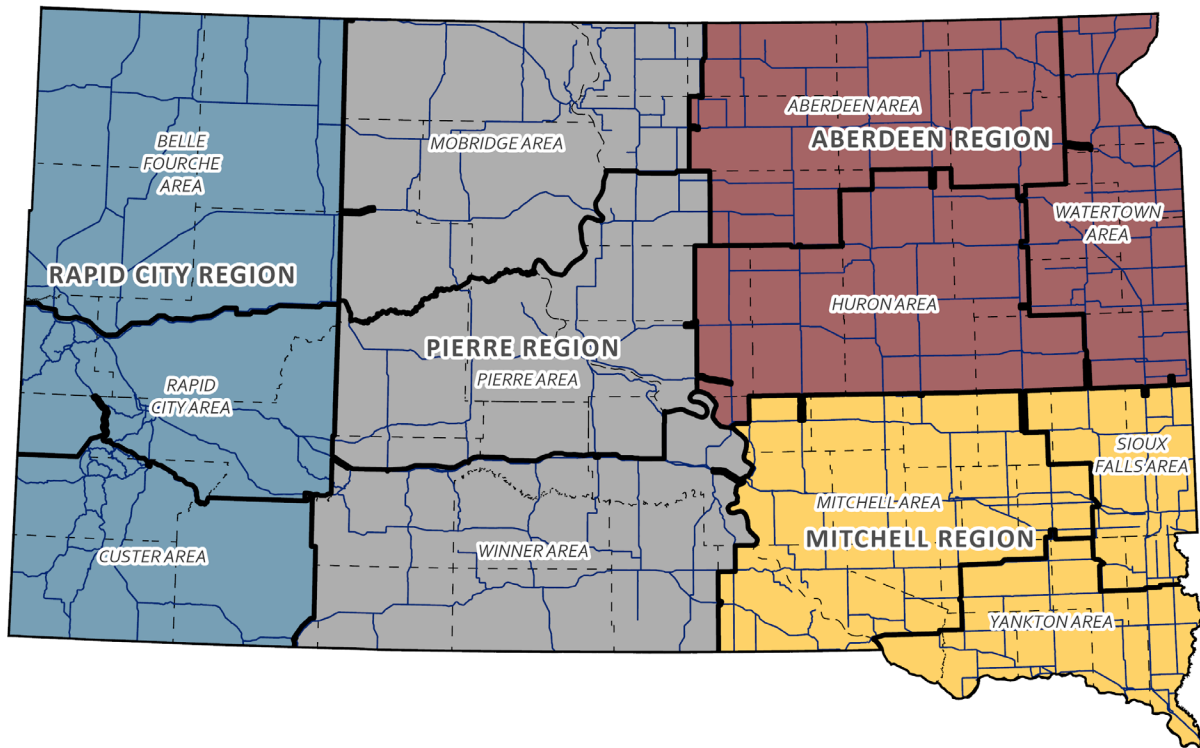 BELLE
FOURCHE
AREA
RAPID CITY REGION
RAPID
CITY AREA
CUSTER AREA
MOBRIDGE AREA
PIERRE REGION
PIERRE AREA
WINNER AREA
ABERDEEN AREA
ABERDEEN REGION
WATERTOWN
AREA
HURON AREA
SIOUX
FALLS AREA
MITCHELL AREA
MITCHELL REGION
YANKTON AREA